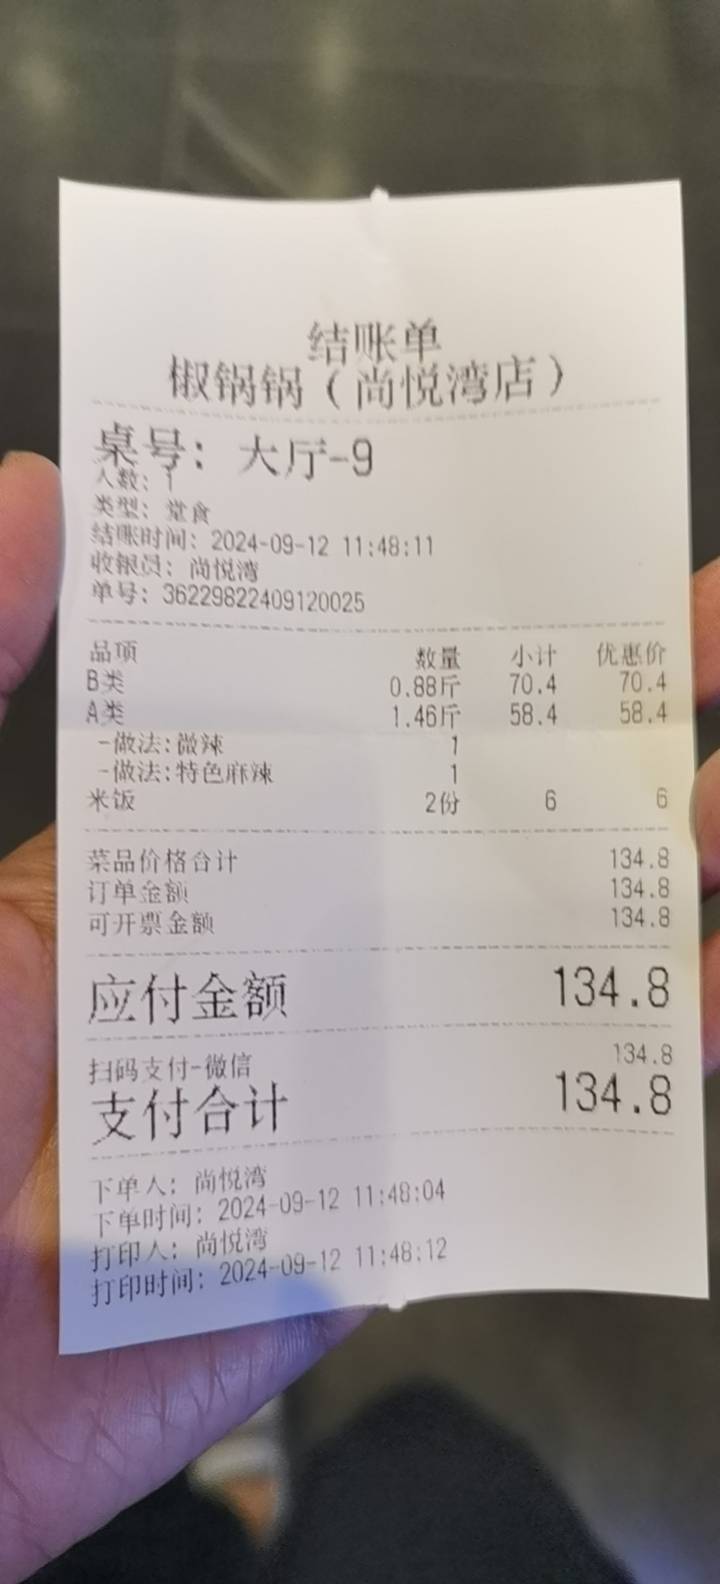 结账单
椒锅锅（尚悦湾店）
桌号：大厅-9
人数：1
类型：堂食
结账时间：2024-09-12 11:48:11
收银员：尚悦湾
单号：36229822409120025
品项 数量 小计 优惠价
B类 0.88斤 70.4 70.4
A类 1.46斤 58.4 58.4
-做法:微辣 1
-做法:特色麻辣 1
米饭 2份 6 6
菜品价格合计 134.8
订单金额 134.8
可开票金额 134.8
应付金额 134.8
扫码支付-微信 134.8
支付合计 134.8
下单人：尚悦湾
下单时间：2024-09-12 11:48:04
打印人：尚悦湾
打印时间：2024-09-12 11:48:12